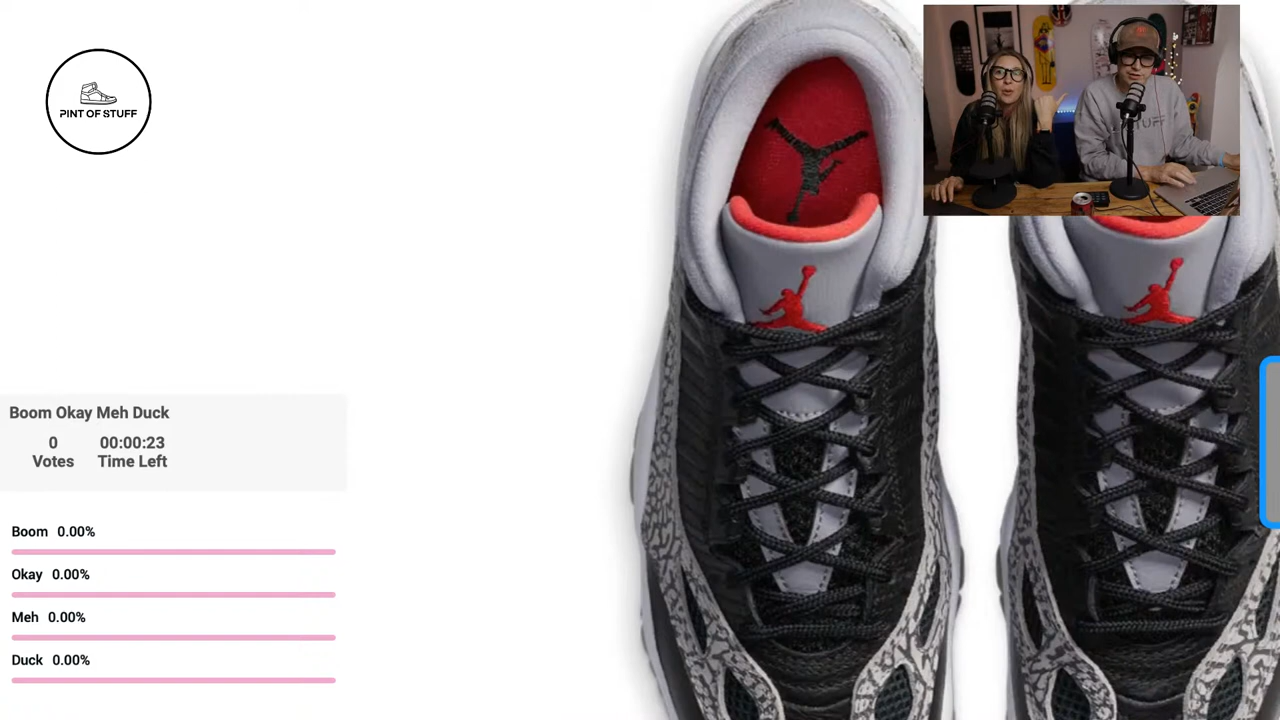 PINT OF STUFF
Boom Okay Meh Duck
0 00:00:23
Votes Time Left
Boom 0.00%
Okay 0.00%
Meh 0.00%
Duck 0.00%